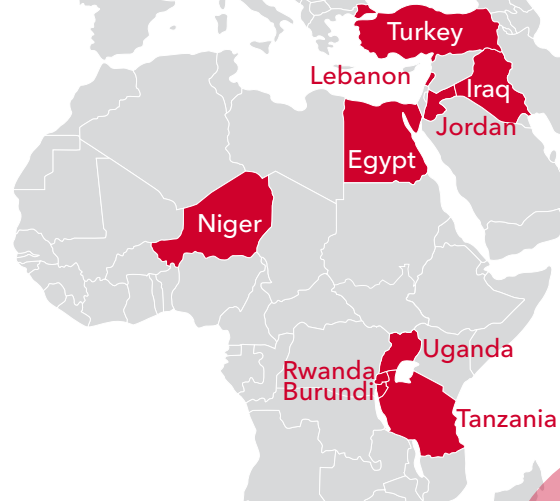 Turkey
Lebanon
Iraq
Jordan
Egypt
Niger
Uganda
Rwanda
Burundi
Tanzania